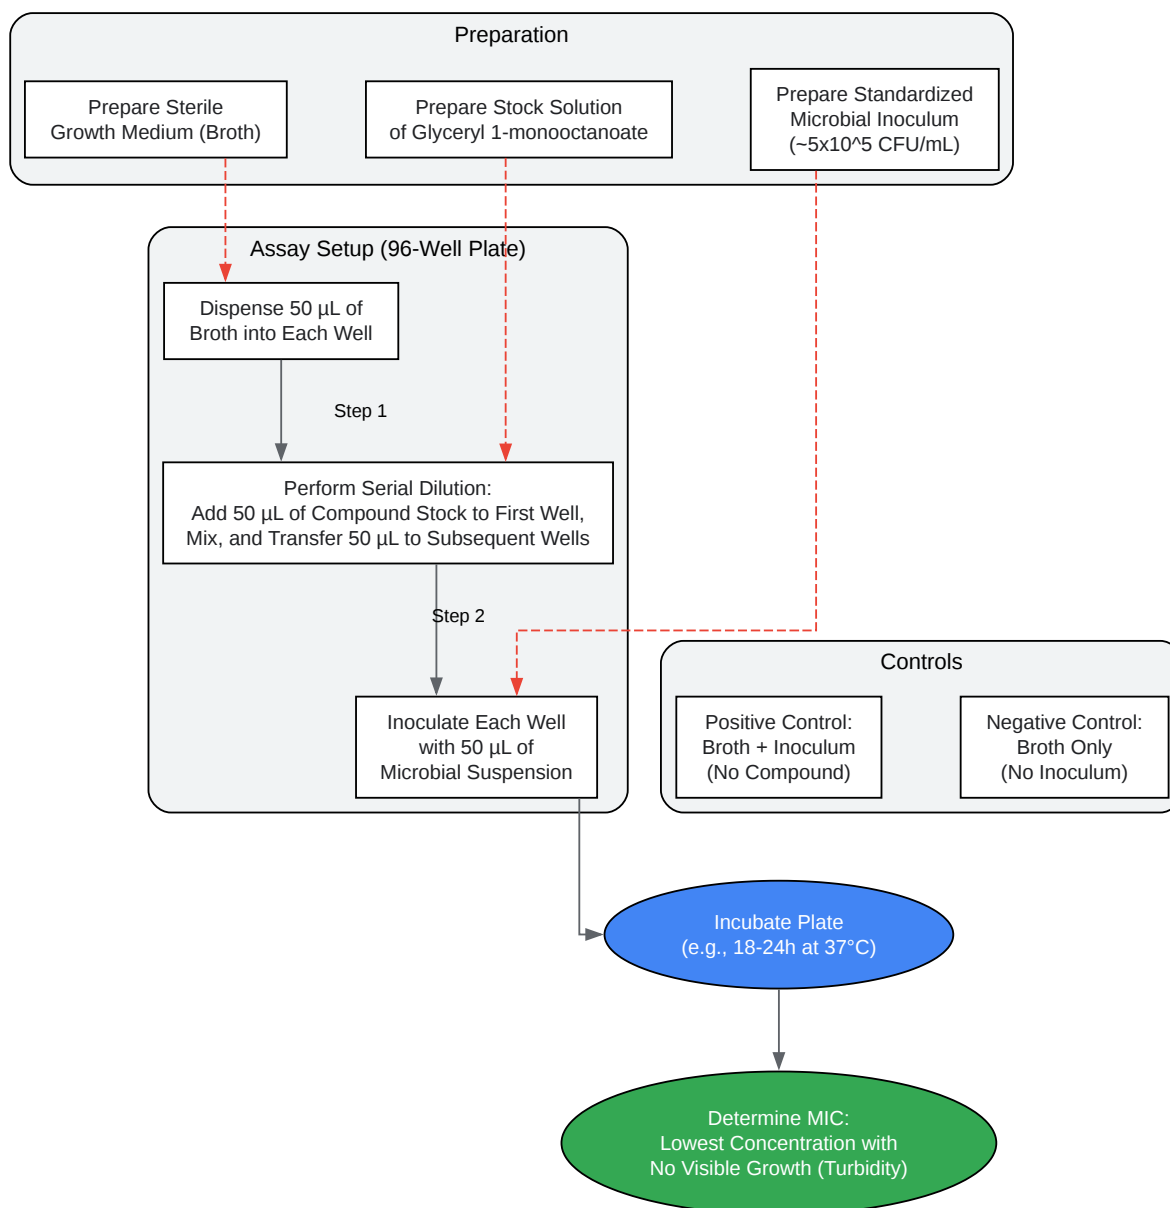 Preparation
Prepare Sterile
Growth Medium (Broth)
Prepare Stock Solution
of Glyceryl 1-monooctanoate
Prepare Standardized
Microbial Inoculum
(~5x10^5 CFU/mL)
Assay Setup (96-Well Plate)
Dispense 50 µL of
Broth into Each Well
Step 1
Perform Serial Dilution:
Add 50 µL of Compound Stock to First Well,
Mix, and Transfer 50 µL to Subsequent Wells
Step 2
Inoculate Each Well
with 50 µL of
Microbial Suspension
Controls
Positive Control:
Broth + Inoculum
(No Compound)
Negative Control:
Broth Only
(No Inoculum)
Incubate Plate
(e.g., 18-24h at 37°C)
Determine MIC:
Lowest Concentration with
No Visible Growth (Turbidity)